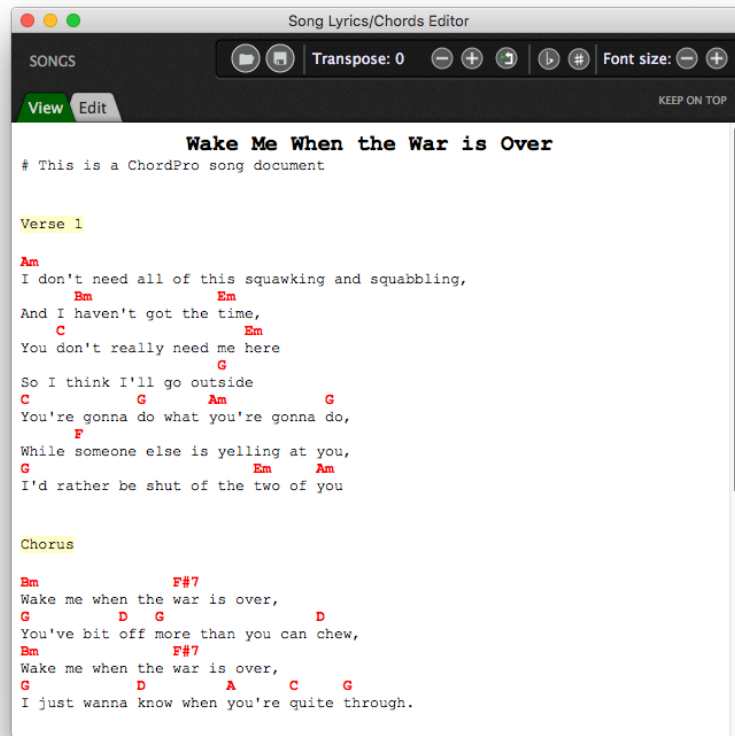 Song Lyrics/Chords Editor
SONGS
Transpose: 0
♭
#
Font size:
View
Edit
KEEP ON TOP
Wake Me When the War is Over
# This is a ChordPro song document
Verse 1
Am
I don't need all of this squawking and squabbling,
Bm Em
And I haven't got the time,
C Em
You don't really need me here
G
So I think I'll go outside
C G Am G
You're gonna do what you're gonna do,
F
While someone else is yelling at you,
G Em Am
I'd rather be shut of the two of you
Chorus
Bm F#7
Wake me when the war is over,
G D G D
You've bit off more than you can chew,
Bm F#7
Wake me when the war is over,
G D A C G
I just wanna know when you're quite through.